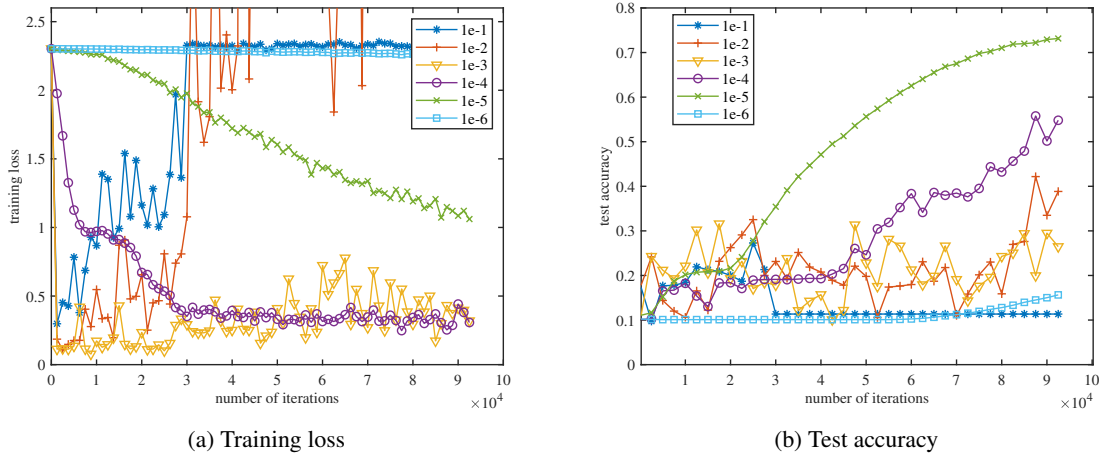 2.5
2
1.5
1
0.5
0
training loss
0 1 2 3 4 5 6 7 8 9 10
number of iterations
×10⁴
1e-1
1e-2
1e-3
1e-4
1e-5
1e-6
(a) Training loss
0.8
0.7
0.6
0.5
0.4
0.3
0.2
0.1
0
test accuracy
0 1 2 3 4 5 6 7 8 9 10
number of iterations
×10⁴
1e-1
1e-2
1e-3
1e-4
1e-5
1e-6
(b) Test accuracy